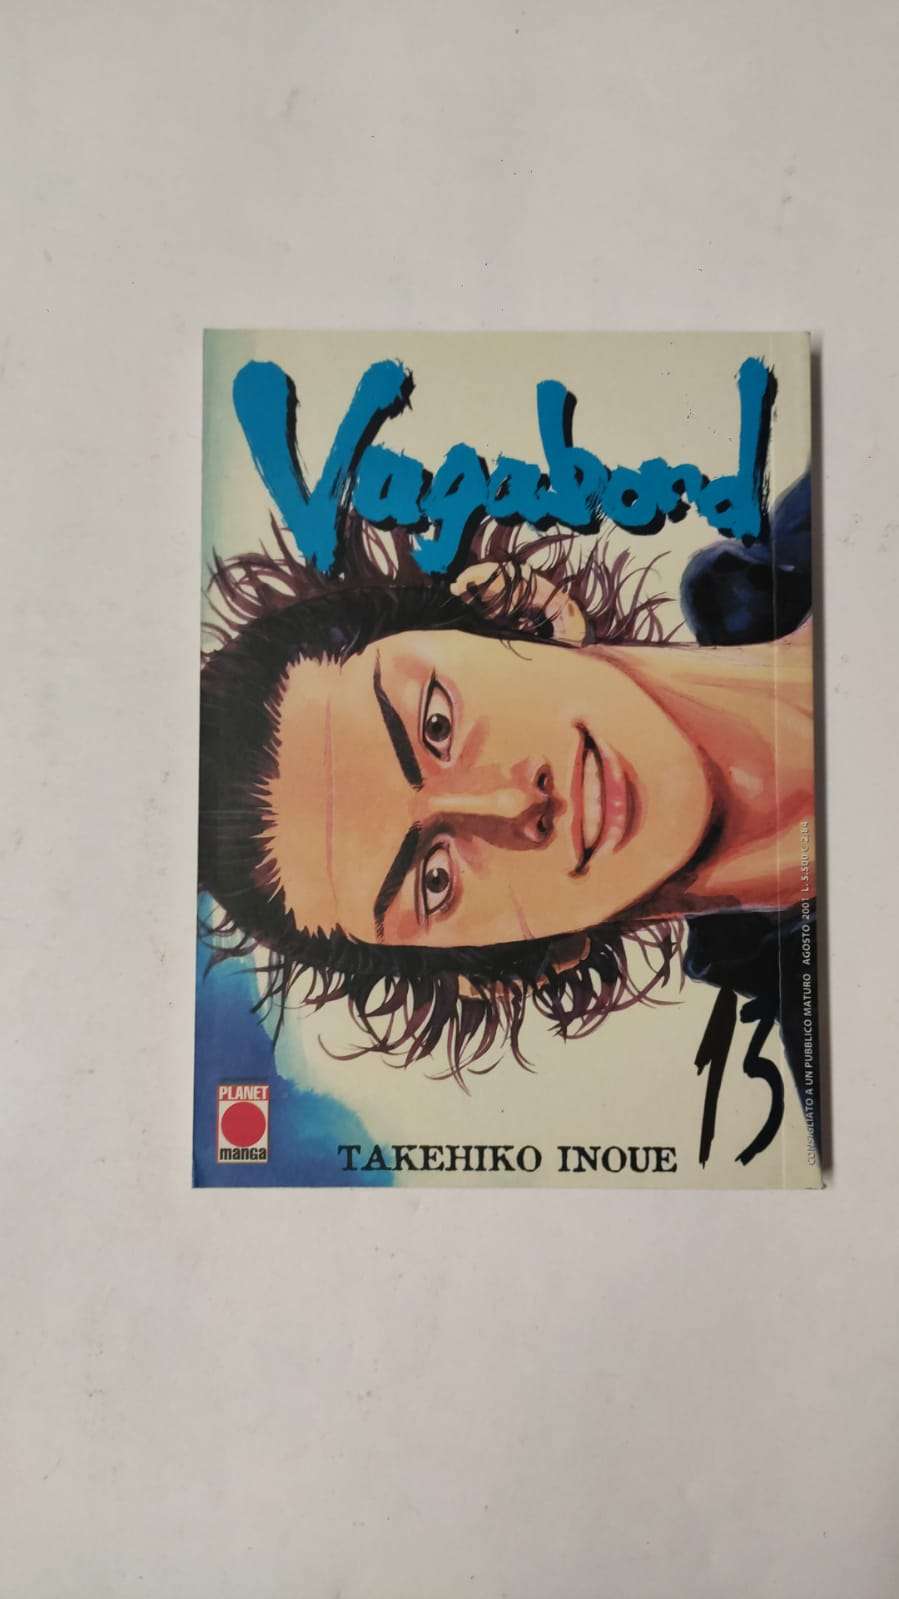 Vagabond
13
CONSIGLIATO A UN PUBBLICO MATURO AGOSTO 2001 L. 5.500 € 2.84
PLANET
manga
TAKEHIKO INOUE